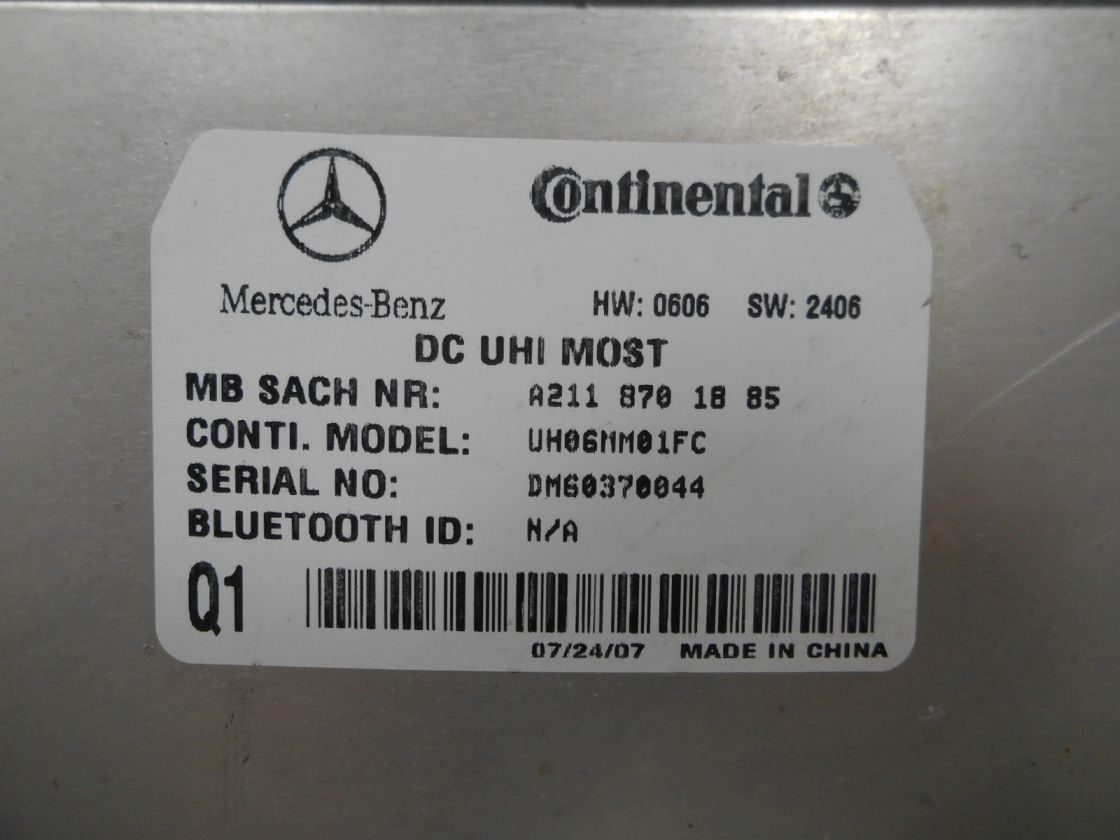 Continental
Mercedes-Benz HW: 0606 SW: 2406
DC UHI MOST
MB SACH NR: A211 870 18 85
CONTI. MODEL: UH06MM01FC
SERIAL NO: DM60370044
BLUETOOTH ID: N/A
Q1
07/24/07 MADE IN CHINA